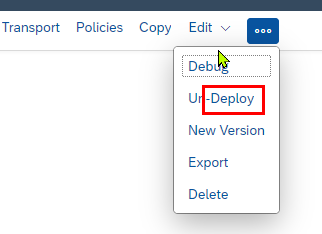 Transport Policies Copy Edit
Debug
Un-Deploy
New Version
Export
Delete